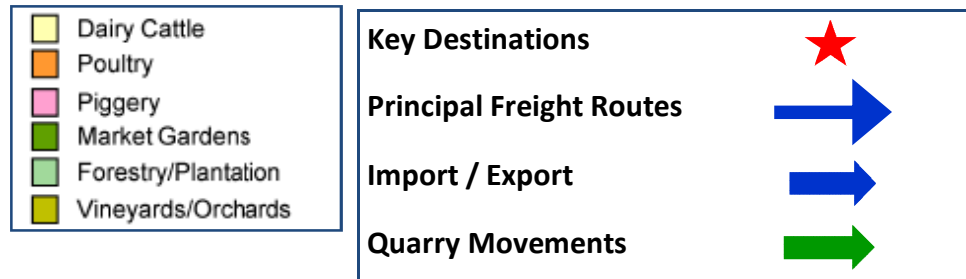 Dairy Cattle
Poultry
Piggery
Market Gardens
Forestry/Plantation
Vineyards/Orchards
Key Destinations
Principal Freight Routes
Import / Export
Quarry Movements